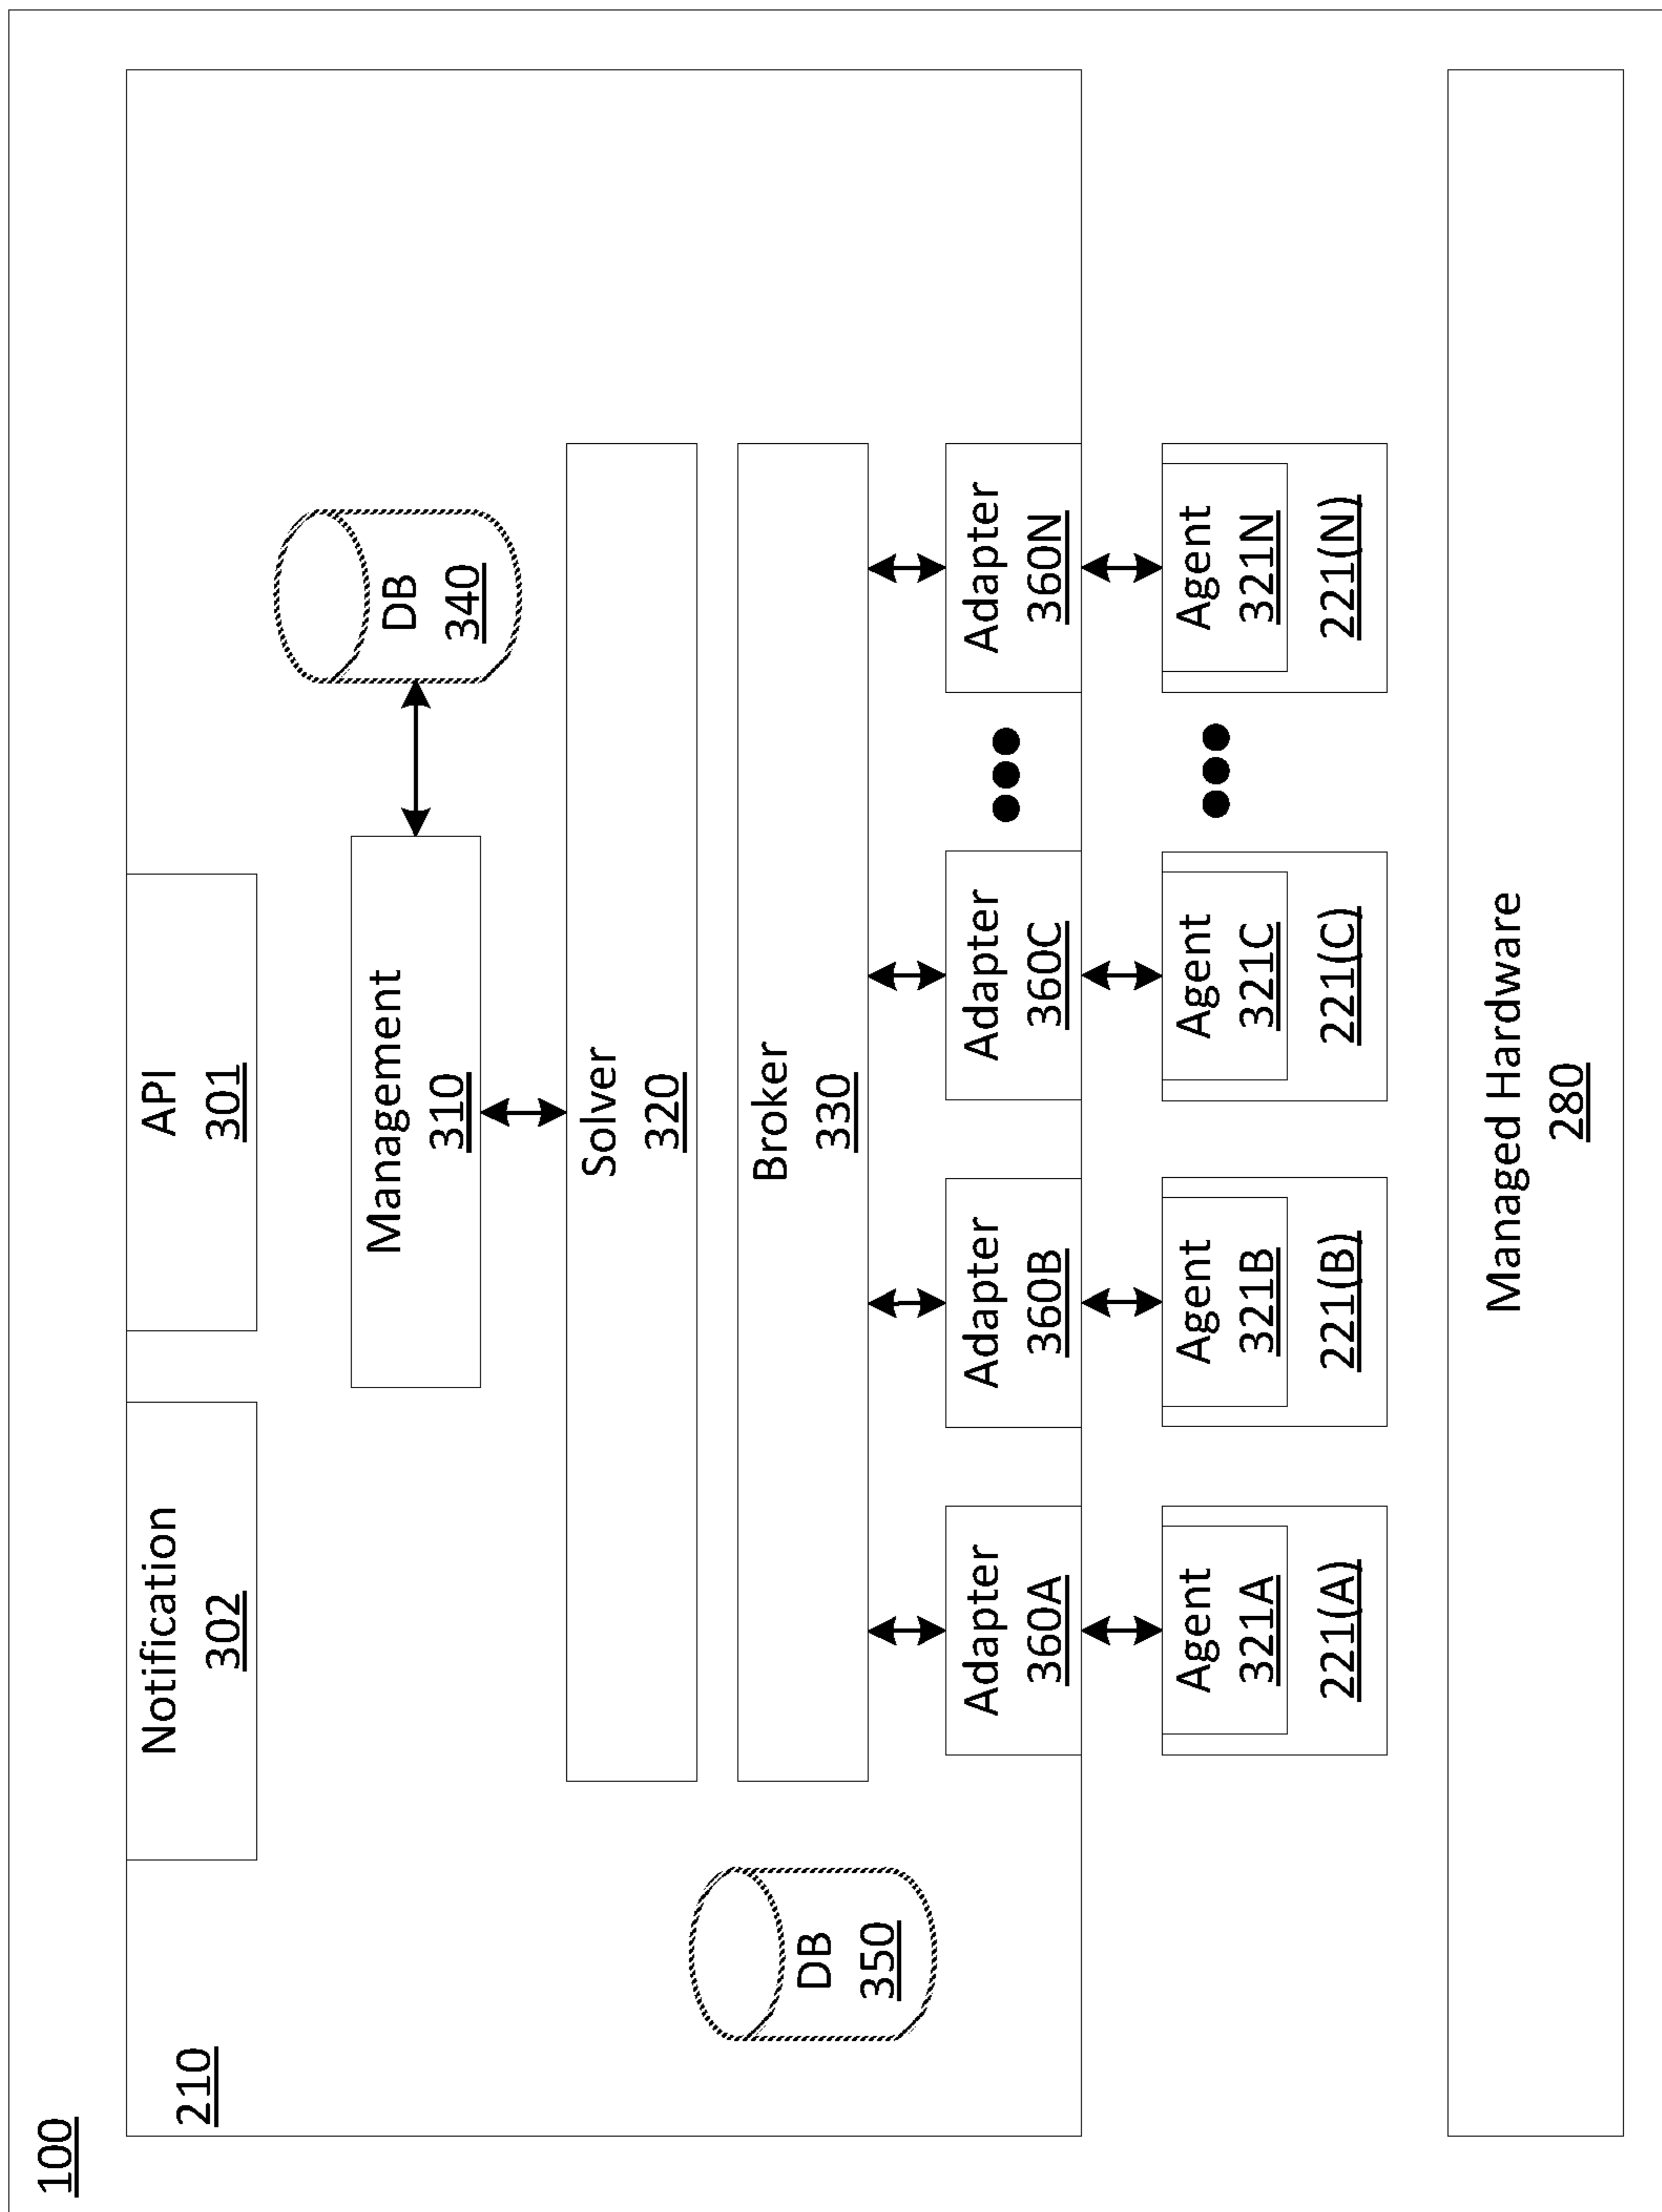 100
210
Notification
302
API
301
Management
310
DB
340
Solver
320
Broker
330
DB
350
Adapter
360A
Adapter
360B
Adapter
360C
Adapter
360N
Agent
321A
221(A)
Agent
321B
221(B)
Agent
321C
221(C)
Agent
321N
221(N)
Managed Hardware
280